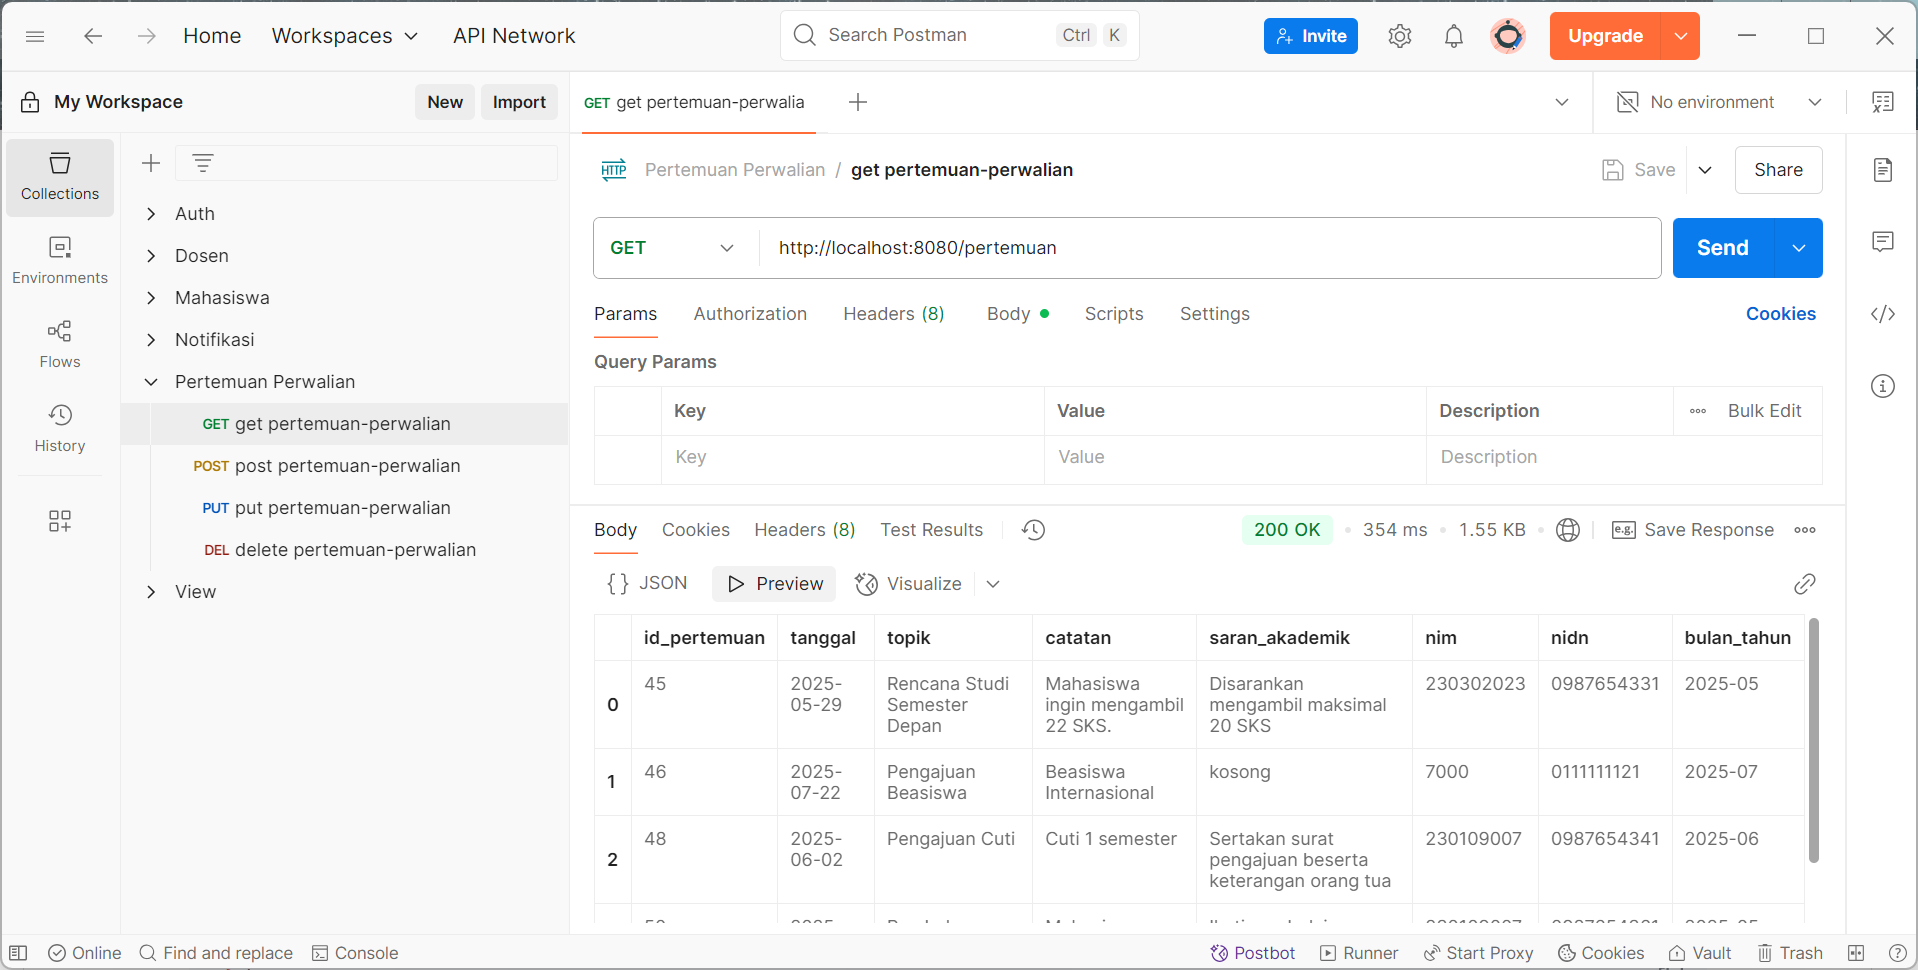 Home Workspaces API Network Search Postman Ctrl K Invite Upgrade
My Workspace New Import GET get pertemuan-perwalia No environment
Collections
Environments
Flows
History
Auth
Dosen
Mahasiswa
Notifikasi
Pertemuan Perwalian
GET get pertemuan-perwalian
POST post pertemuan-perwalian
PUT put pertemuan-perwalian
DEL delete pertemuan-perwalian
View
HTTP Pertemuan Perwalian / get pertemuan-perwalian Save Share
GET http://localhost:8080/pertemuan Send
Params Authorization Headers (8) Body Scripts Settings Cookies
Query Params
Key Value Description Bulk Edit
Key Value Description
Body Cookies Headers (8) Test Results 200 OK 354 ms 1.55 KB e.g. Save Response
{} JSON Preview Visualize
id_pertemuan tanggal topik catatan saran_akademik nim nidn bulan_tahun
45 2025- Rencana Studi Mahasiswa Disarankan 230302023 0987654331 2025-05
0 05-29 Semester ingin mengambil mengambil maksimal
Depan 22 SKS. 20 SKS
46 2025- Pengajuan Beasiswa kosong 7000 0111111121 2025-07
1 07-22 Beasiswa Internasional
48 2025- Pengajuan Cuti Cuti 1 semester Sertakan surat 230109007 0987654341 2025-06
2 06-02 pengajuan beserta
keterangan orang tua
Online Find and replace Console Postbot Runner Start Proxy Cookies Vault Trash